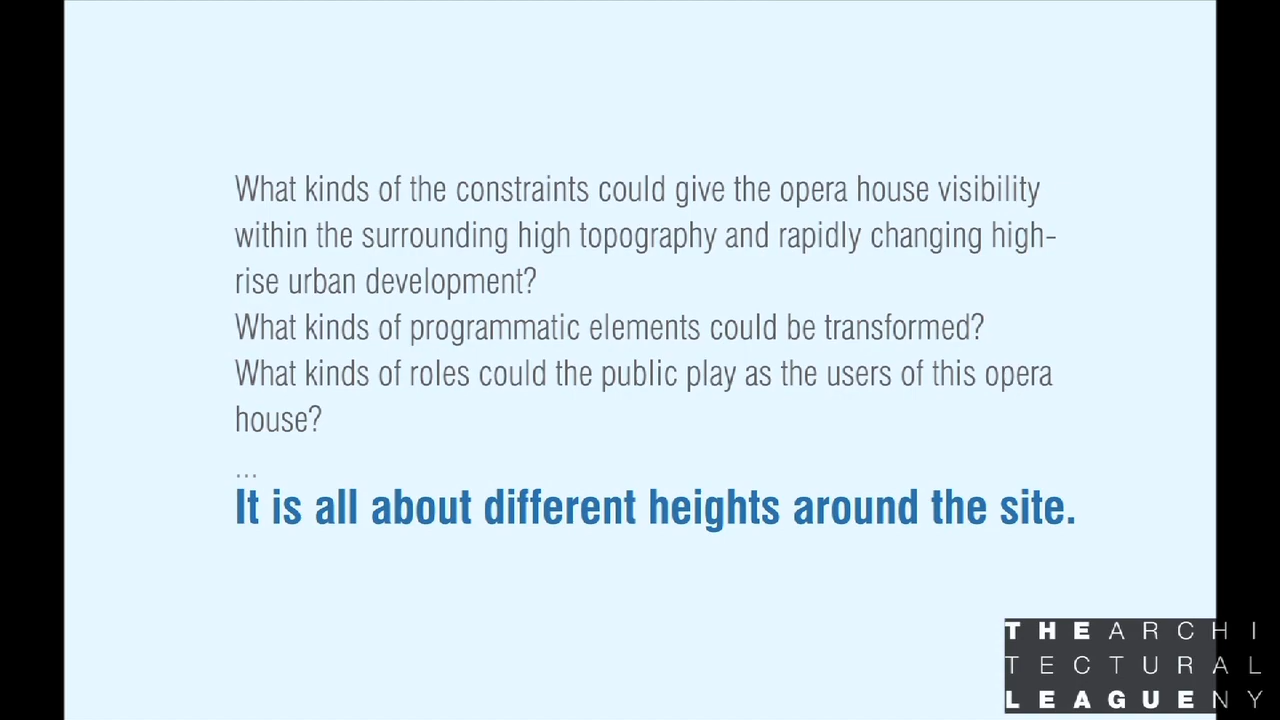 What kinds of the constraints could give the opera house visibility
within the surrounding high topography and rapidly changing high-
rise urban development?
What kinds of programmatic elements could be transformed?
What kinds of roles could the public play as the users of this opera
house?
...
It is all about different heights around the site.
THE ARCHI
TECTURAL
LEAGUE NY